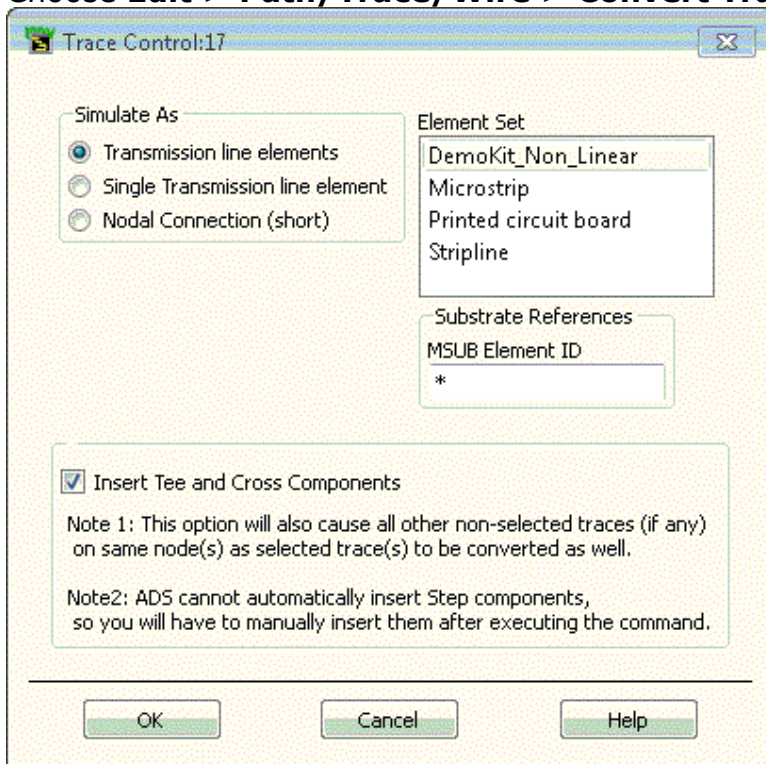 Trace Control:17
Simulate As
Transmission line elements
Single Transmission line element
Nodal Connection (short)
Element Set
DemoKit_Non_Linear
Microstrip
Printed circuit board
Stripline
Substrate References
MSUB Element ID
*
Insert Tee and Cross Components
Note 1: This option will also cause all other non-selected traces (if any)
on same node(s) as selected trace(s) to be converted as well.
Note2: ADS cannot automatically insert Step components,
so you will have to manually insert them after executing the command.
OK
Cancel
Help